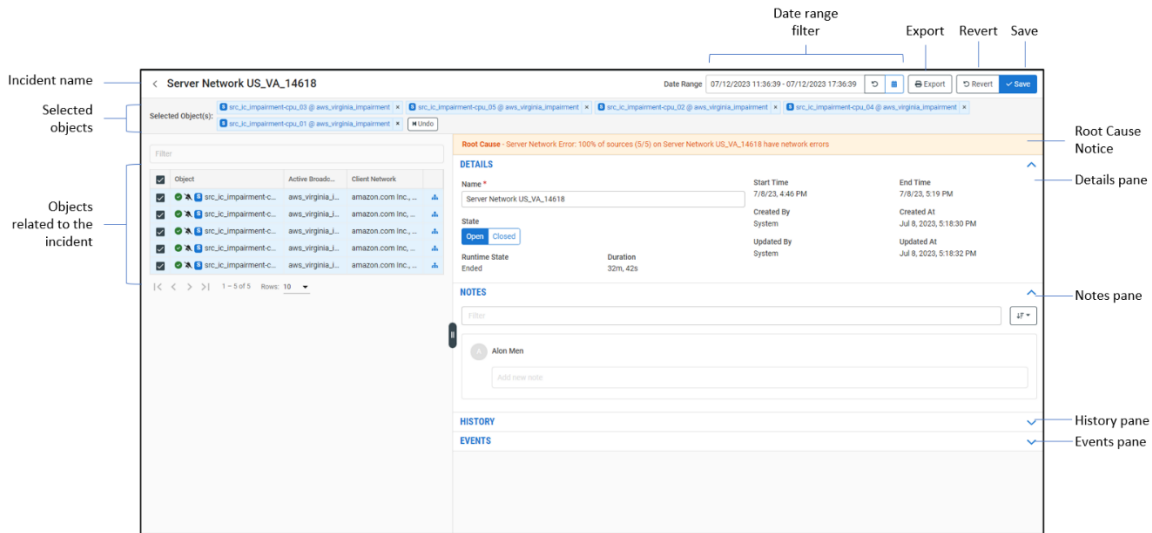 Date range
filter
Export
Revert
Save
Incident name
Server Network US_VA_14618
Date Range
07/12/2023 11:36:39 - 07/12/2023 17:36:39
Export
Revert
Save
Selected
objects
Selected Object(s):
S src_ic_impairment-cpu_03 @ aws_virginia_impairment ×
S src_ic_impairment-cpu_05 @ aws_virginia_impairment ×
S src_ic_impairment-cpu_02 @ aws_virginia_impairment ×
S src_ic_impairment-cpu_04 @ aws_virginia_impairment ×
S src_ic_impairment-cpu_01 @ aws_virginia_impairment ×
Undo
Root Cause
Notice
Root Cause - Server Network Error: 100% of sources (5/5) on Server Network US_VA_14618 have network errors
Objects
related to the
incident
Filter
Object Active Broadc... Client Network
S src_ic_impairment-c... aws_virginia_i... amazon.com Inc., ...
S src_ic_impairment-c... aws_virginia_i... amazon.com Inc, ...
S src_ic_impairment-c... aws_virginia_i... amazon.com Inc., ...
S src_ic_impairment-c... aws_virginia_i... amazon.com Inc, ...
S src_ic_impairment-c... aws_virginia_i... amazon.com Inc., ...
1 – 5 of 5 Rows: 10
DETAILS
Details pane
Name *
Server Network US_VA_14618
State
Open Closed
Runtime State
Ended
Duration
32m, 42s
Start Time
7/8/23, 4:46 PM
End Time
7/8/23, 5:19 PM
Created By
System
Created At
Jul 8, 2023, 5:18:30 PM
Updated By
System
Updated At
Jul 8, 2023, 5:18:32 PM
NOTES
Notes pane
Filter
A
Alon Men
Add new note
HISTORY
History pane
EVENTS
Events pane